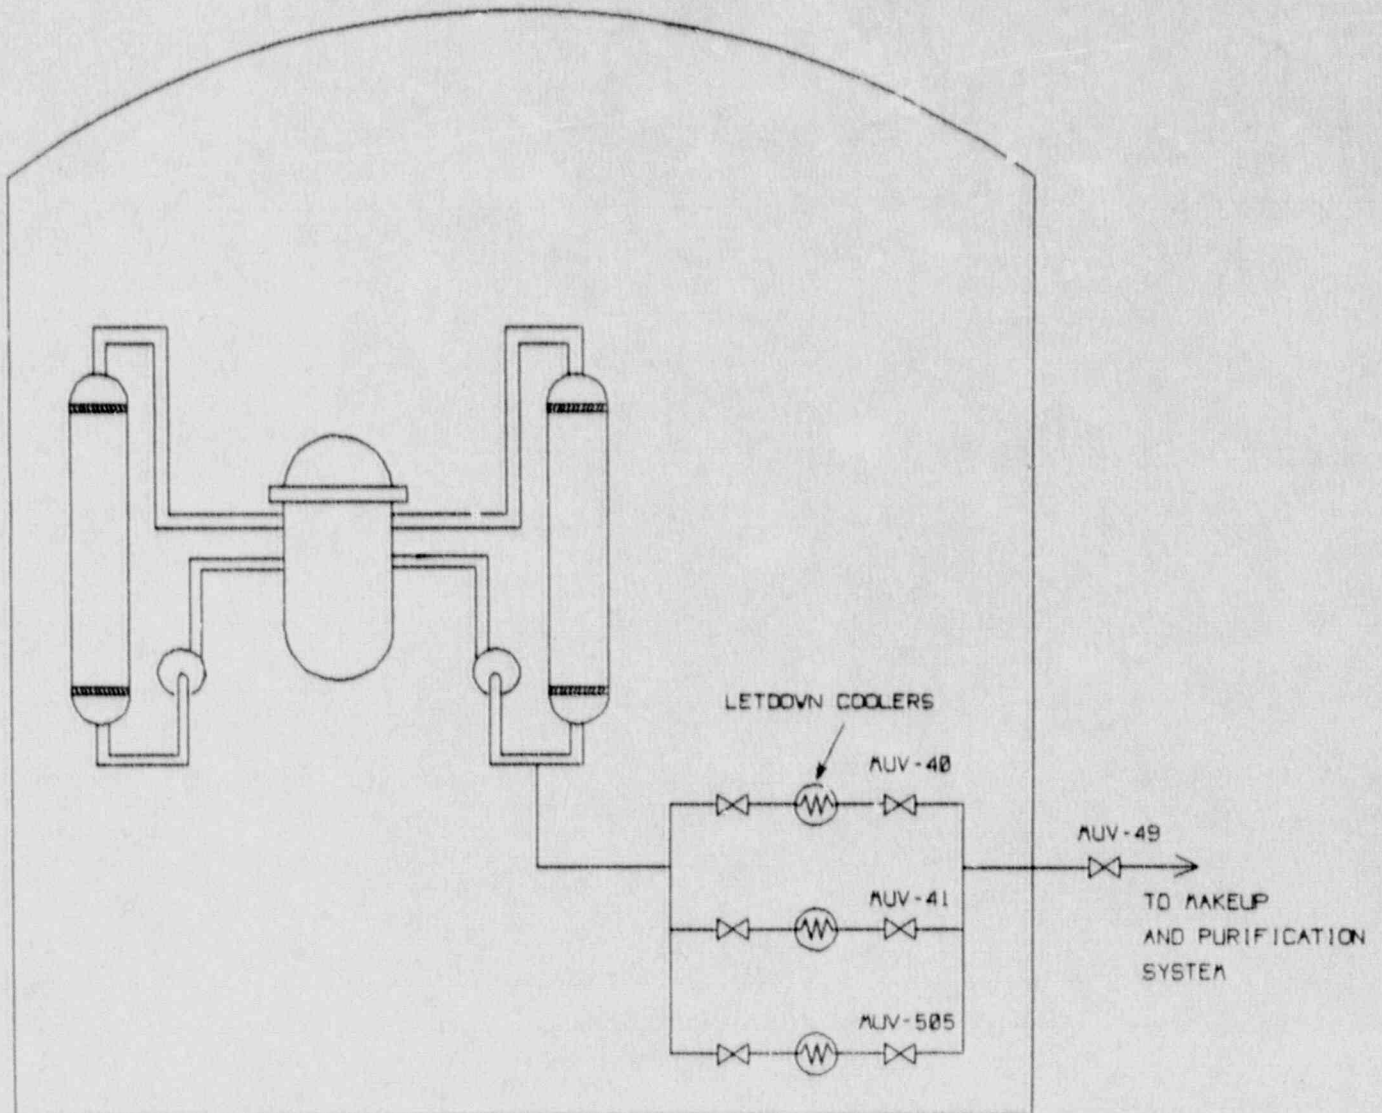 LETDOWN COOLERS
MUV-40
MUV-49
MUV-41
TO MAKEUP
AND PURIFICATION
SYSTEM
MUV-505